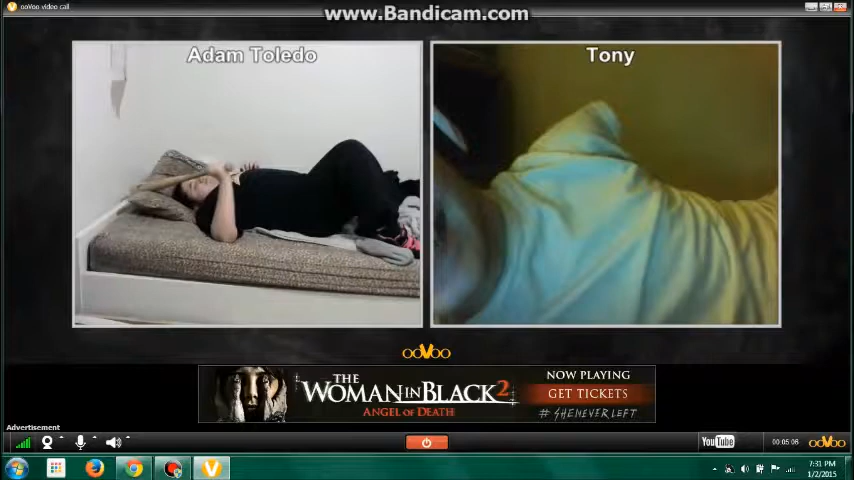 www.Bandicam.com
ooVoo video call
Adam Toledo
Tony
ooVoo
THE WOMAN IN BLACK 2
ANGEL OF DEATH
NOW PLAYING
GET TICKETS
#SHENEVERLEFT
Advertisement
YouTube
00:05:06
ooVoo
7:31 PM
1/2/2015